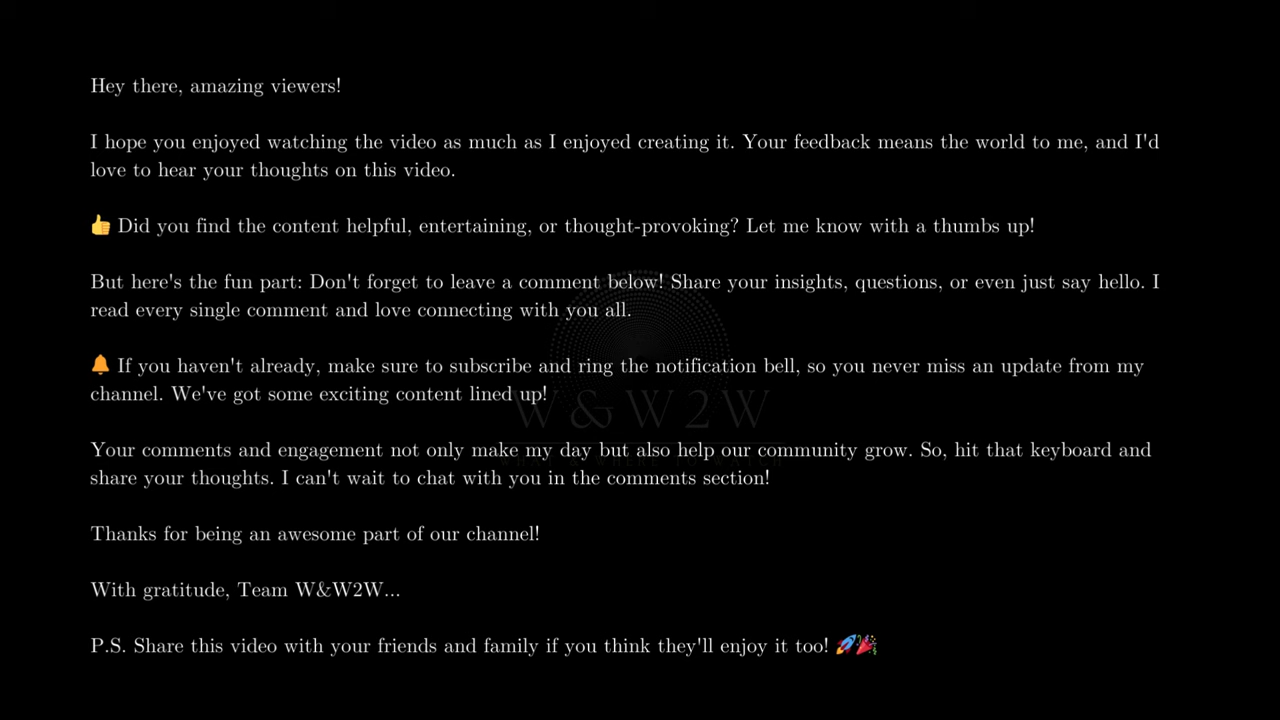 Hey there, amazing viewers!
I hope you enjoyed watching the video as much as I enjoyed creating it. Your feedback means the world to me, and I'd
love to hear your thoughts on this video.
👍 Did you find the content helpful, entertaining, or thought-provoking? Let me know with a thumbs up!
But here's the fun part: Don't forget to leave a comment below! Share your insights, questions, or even just say hello. I
read every single comment and love connecting with you all.
🔔 If you haven't already, make sure to subscribe and ring the notification bell, so you never miss an update from my
channel. We've got some exciting content lined up!
W&W2W
Your comments and engagement not only make my day but also help our community grow. So, hit that keyboard and
share your thoughts. I can't wait to chat with you in the comments section!
Thanks for being an awesome part of our channel!
With gratitude, Team W&W2W...
P.S. Share this video with your friends and family if you think they'll enjoy it too! 🚀🎉